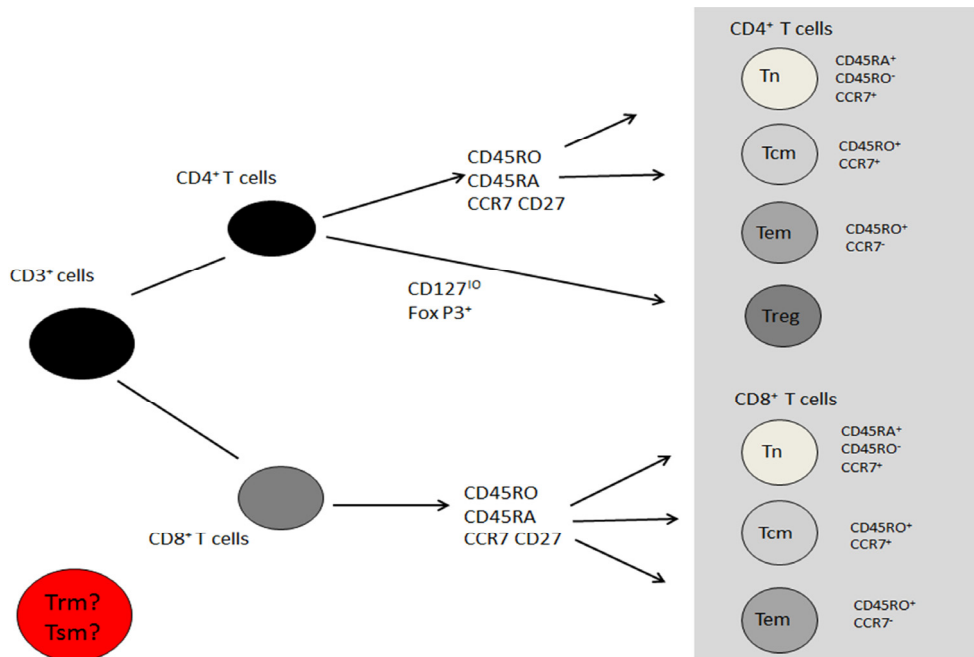 CD4⁺ T cells
Tn
CD45RA⁺
CD45RO⁻
CCR7⁺
CD45RO
CD45RA
CCR7 CD27
Tcm
CD45RO⁺
CCR7⁺
CD4⁺ T cells
Tem
CD45RO⁺
CCR7⁻
CD3⁺ cells
CD127ᴵᴼ
Fox P3⁺
Treg
CD8⁺ T cells
Tn
CD45RA⁺
CD45RO⁻
CCR7⁺
CD45RO
CD45RA
CCR7 CD27
CD8⁺ T cells
Tcm
CD45RO⁺
CCR7⁺
Trm?
Tsm?
Tem
CD45RO⁺
CCR7⁻